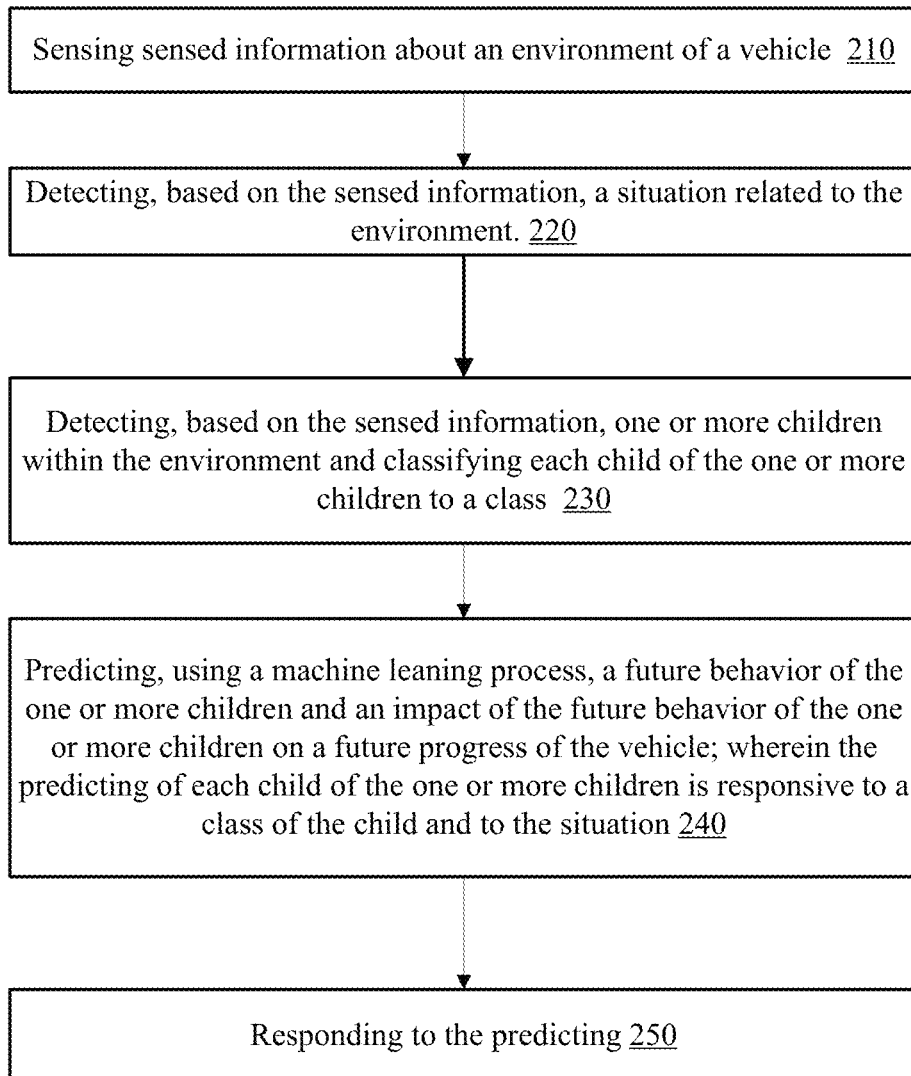 Sensing sensed information about an environment of a vehicle 210
Detecting, based on the sensed information, a situation related to the
environment. 220
Detecting, based on the sensed information, one or more children
within the environment and classifying each child of the one or more
children to a class 230
Predicting, using a machine leaning process, a future behavior of the
one or more children and an impact of the future behavior of the one
or more children on a future progress of the vehicle; wherein the
predicting of each child of the one or more children is responsive to a
class of the child and to the situation 240
Responding to the predicting 250